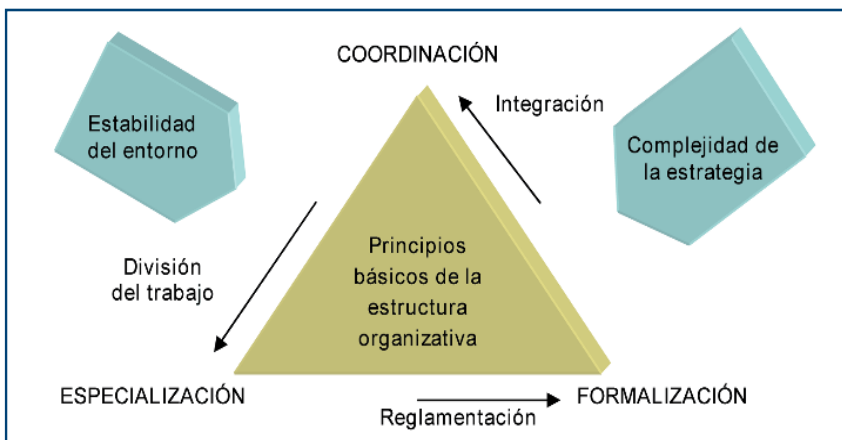 COORDINACIÓN
Estabilidad
del entorno
Integración
Complejidad de
la estrategia
División
del trabajo
Principios
básicos de la
estructura
organizativa
ESPECIALIZACIÓN
Reglamentación
FORMALIZACIÓN